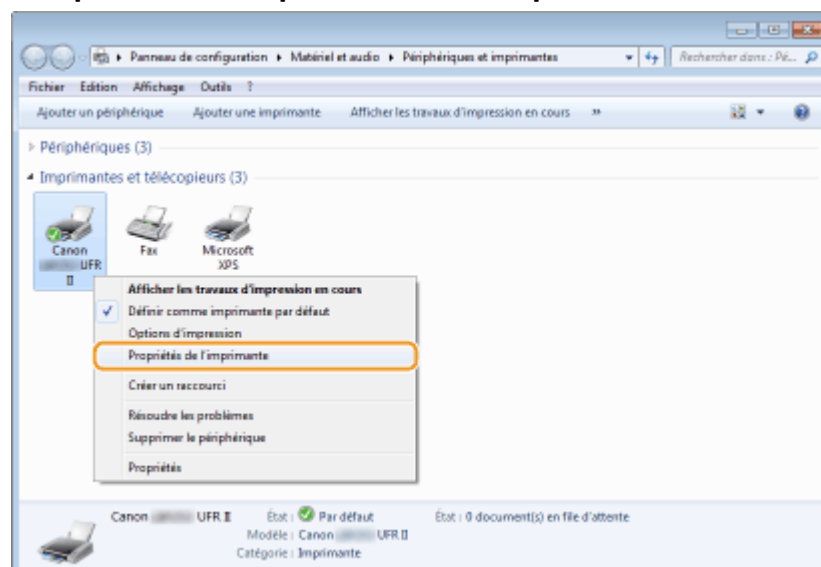 Panneau de configuration ▸ Matériel et audio ▸ Périphériques et imprimantes
Rechercher dans : Pé...
Fichier Edition Affichage Outils ?
Ajouter un périphérique Ajouter une imprimante Afficher les travaux d'impression en cours »
Périphériques (3)
Imprimantes et télécopieurs (3)
Canon UFR II
Fax
Microsoft XPS
Afficher les travaux d'impression en cours
Définir comme imprimante par défaut
Options d'impression
Propriétés de l'imprimante
Créer un raccourci
Résoudre les problèmes
Supprimer le périphérique
Propriétés
Canon UFR II État : Par défaut État : 0 document(s) en file d'attente
Modèle : Canon UFR II
Catégorie : Imprimante